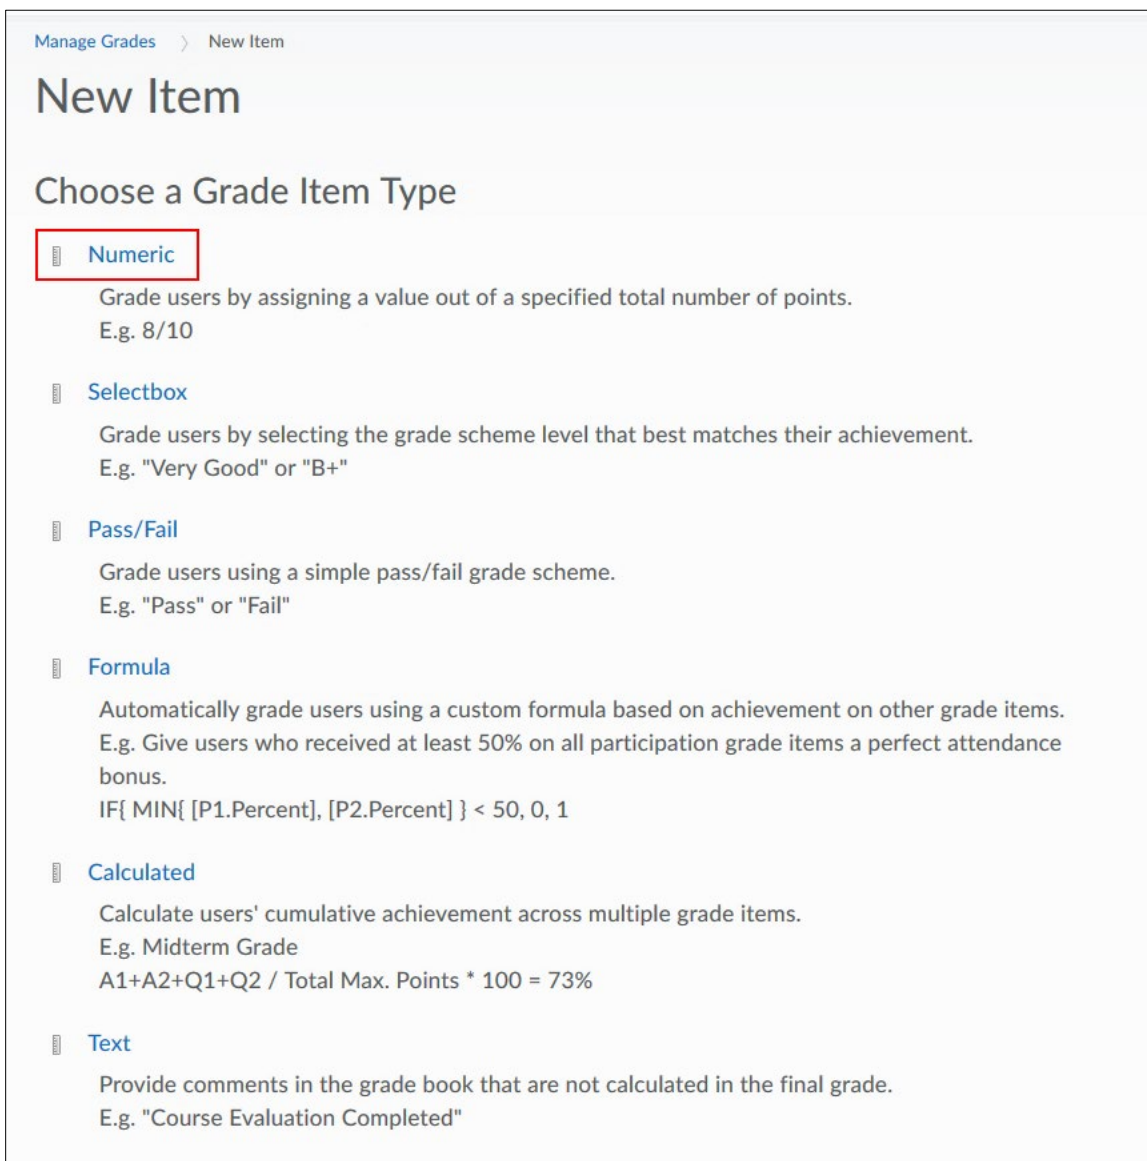 Manage Grades > New Item
New Item
Choose a Grade Item Type
Numeric
Grade users by assigning a value out of a specified total number of points.
E.g. 8/10
Selectbox
Grade users by selecting the grade scheme level that best matches their achievement.
E.g. "Very Good" or "B+"
Pass/Fail
Grade users using a simple pass/fail grade scheme.
E.g. "Pass" or "Fail"
Formula
Automatically grade users using a custom formula based on achievement on other grade items.
E.g. Give users who received at least 50% on all participation grade items a perfect attendance
bonus.
IF{ MIN{ [P1.Percent], [P2.Percent] } < 50, 0, 1
Calculated
Calculate users' cumulative achievement across multiple grade items.
E.g. Midterm Grade
A1+A2+Q1+Q2 / Total Max. Points * 100 = 73%
Text
Provide comments in the grade book that are not calculated in the final grade.
E.g. "Course Evaluation Completed"